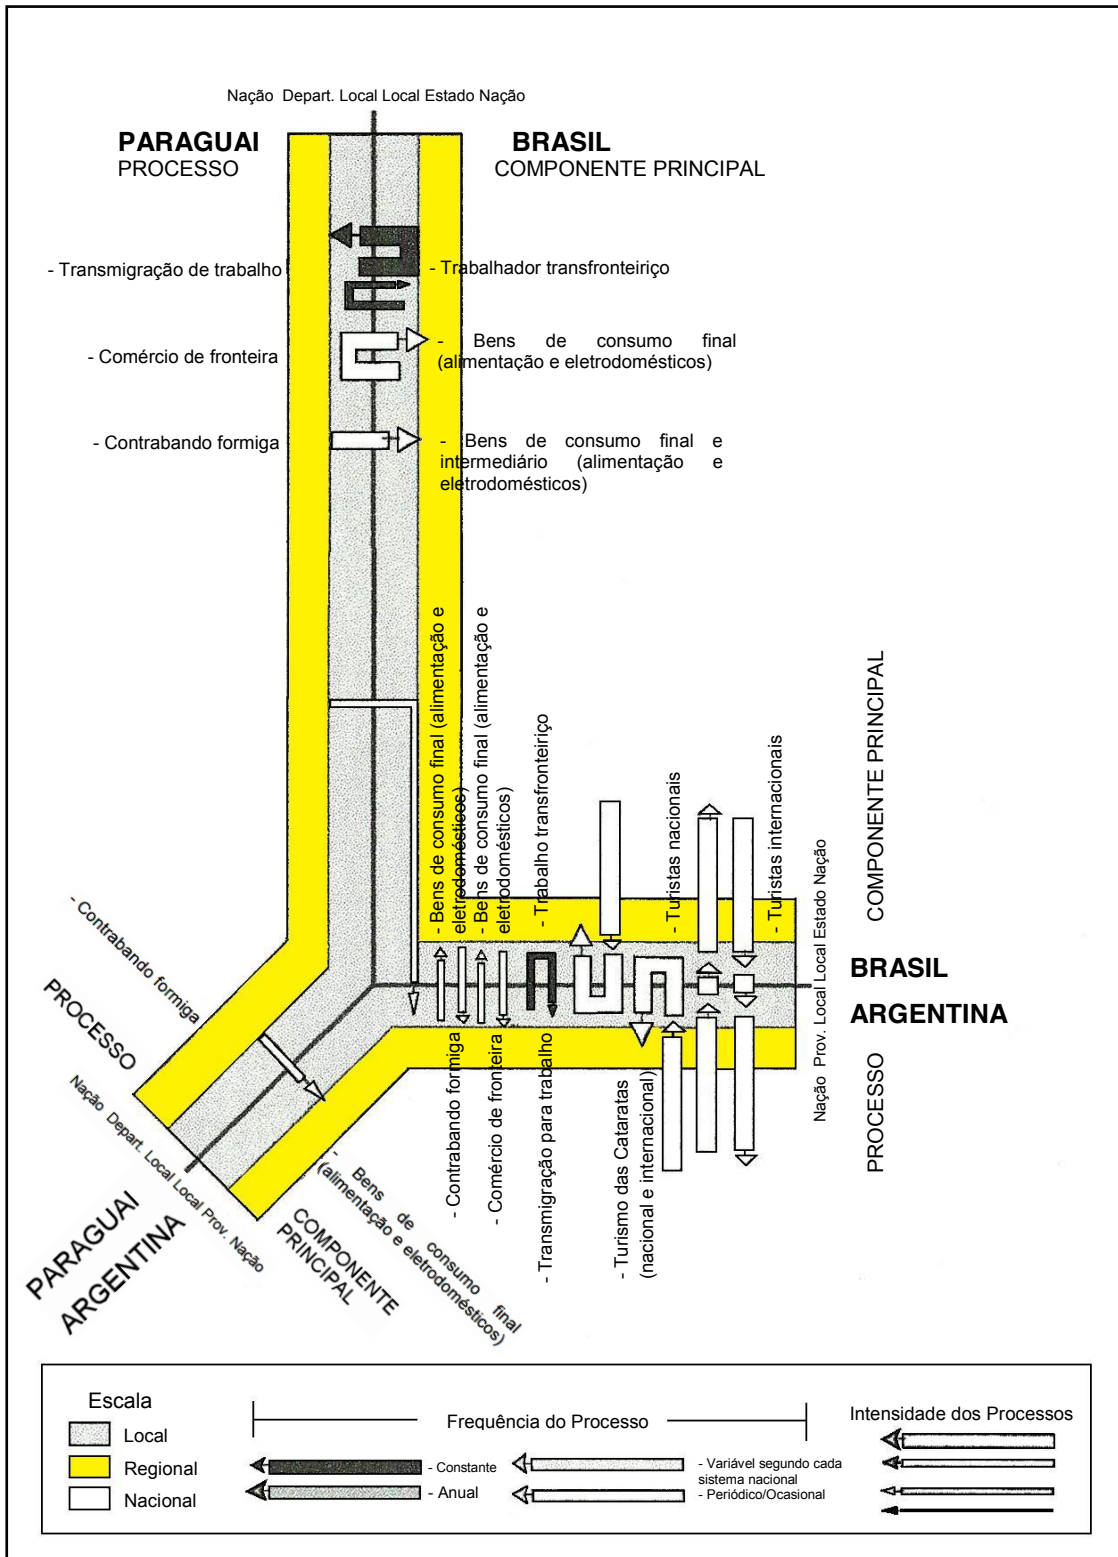 Nação Depart. Local Local Estado Nação
PARAGUAI
PROCESSO
BRASIL
COMPONENTE PRINCIPAL
- Transmigração de trabalho
- Trabalhador transfronteiriço
- Comércio de fronteira
- Bens de consumo final
(alimentação e eletrodomésticos)
- Contrabando formiga
- Bens de consumo final e
intermediário (alimentação e
eletrodomésticos)
- Bens de consumo final (alimentação e
eletrodomésticos)
- Bens de consumo final (alimentação e
eletrodomésticos)
- Trabalho transfronteiriço
- Turistas nacionais
- Turistas internacionais
COMPONENTE PRINCIPAL
Nação Prov. Local Local Estado Nação
BRASIL
ARGENTINA
PROCESSO
- Contrabando formiga
- Comércio de fronteira
- Transmigração para trabalho
- Turismo das Cataratas
(nacional e internacional)
- Contrabando formiga
PROCESSO
Nação Depart. Local Local Prov. Nação
PARAGUAI
ARGENTINA
COMPONENTE
PRINCIPAL
- Bens de consumo final
(alimentação e eletrodomésticos)
Escala
Local
Regional
Nacional
Frequência do Processo
- Constante
- Anual
- Variável segundo cada
sistema nacional
- Periódico/Ocasional
Intensidade dos Processos